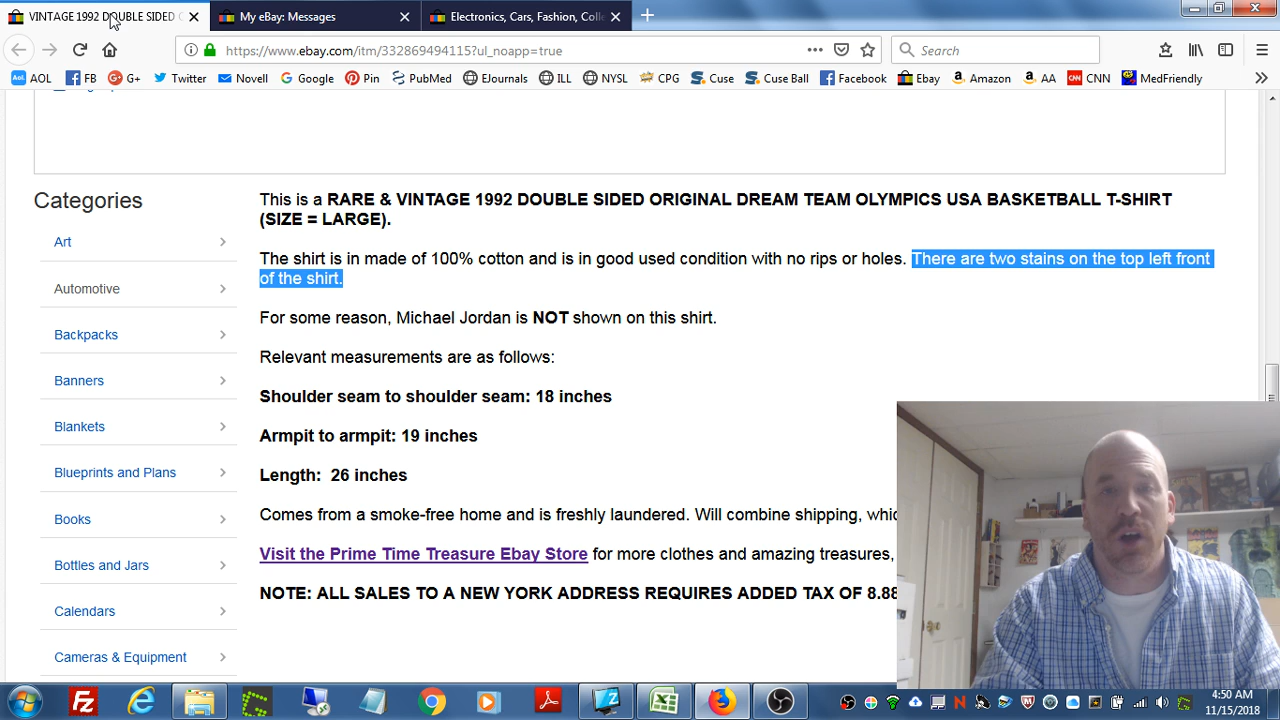 VINTAGE 1992 DOUBLE SIDED
My eBay: Messages
Electronics, Cars, Fashion, Coll
https://www.ebay.com/itm/332869494115?ul_noapp=true
Search
AOL FB G+ Twitter Novell Google Pin PubMed EJournals ILL NYSL CPG Cuse Cuse Ball Facebook Ebay Amazon AA CNN MedFriendly
Categories
Art
Automotive
Backpacks
Banners
Blankets
Blueprints and Plans
Books
Bottles and Jars
Calendars
Cameras & Equipment
This is a RARE & VINTAGE 1992 DOUBLE SIDED ORIGINAL DREAM TEAM OLYMPICS USA BASKETBALL T-SHIRT
(SIZE = LARGE).
The shirt is in made of 100% cotton and is in good used condition with no rips or holes. There are two stains on the top left front
of the shirt.
For some reason, Michael Jordan is NOT shown on this shirt.
Relevant measurements are as follows:
Shoulder seam to shoulder seam: 18 inches
Armpit to armpit: 19 inches
Length: 26 inches
Comes from a smoke-free home and is freshly laundered. Will combine shipping, whic
Visit the Prime Time Treasure Ebay Store for more clothes and amazing treasures,
NOTE: ALL SALES TO A NEW YORK ADDRESS REQUIRES ADDED TAX OF 8.88
4:50 AM
11/15/2018